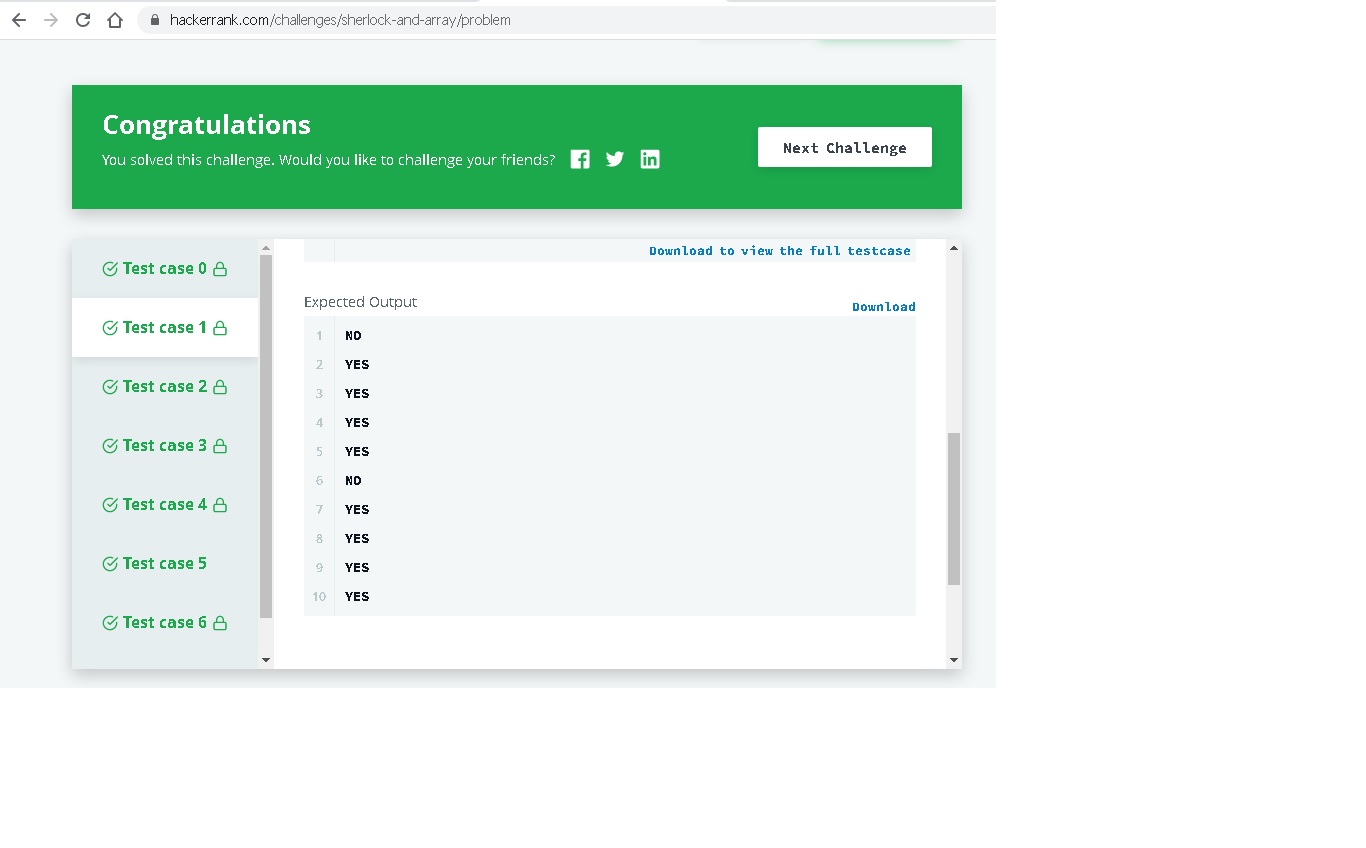 hackerrank.com/challenges/sherlock-and-array/problem
Congratulations
You solved this challenge. Would you like to challenge your friends?
Next Challenge
Test case 0
Test case 1
Test case 2
Test case 3
Test case 4
Test case 5
Test case 6
Download to view the full testcase
Expected Output
Download
1 NO
2 YES
3 YES
4 YES
5 YES
6 NO
7 YES
8 YES
9 YES
10 YES